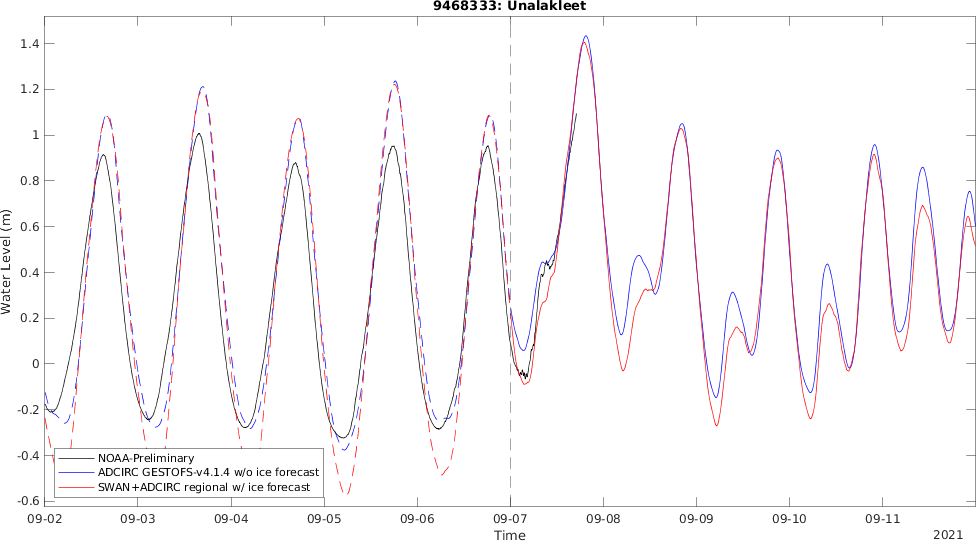 9468333: Unalakleet
Water Level (m)
1.4
1.2
1
0.8
0.6
0.4
0.2
0
-0.2
-0.4
-0.6
NOAA-Preliminary
ADCIRC GESTOFS-v4.1.4 w/o ice forecast
SWAN+ADCIRC regional w/ ice forecast
09-02 09-03 09-04 09-05 09-06 09-07 09-08 09-09 09-10 09-11
Time
2021